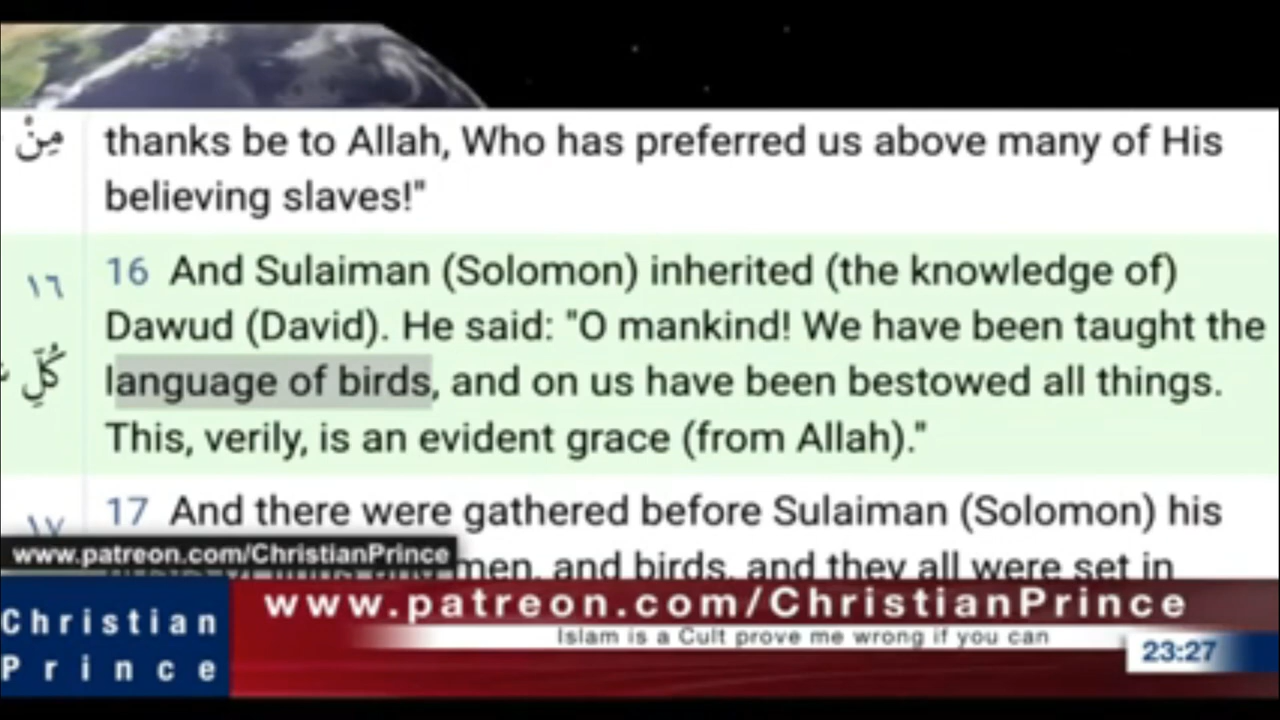 مِنْ
thanks be to Allah, Who has preferred us above many of His
believing slaves!"
١٦
16 And Sulaiman (Solomon) inherited (the knowledge of)
Dawud (David). He said: "O mankind! We have been taught the
كُلِّ
language of birds, and on us have been bestowed all things.
This, verily, is an evident grace (from Allah)."
١٧
17 And there were gathered before Sulaiman (Solomon) his
www.patreon.com/ChristianPrince
men, and birds, and they all were set in
www.patreon.com/ChristianPrince
Islam is a Cult prove me wrong if you can
Christian
Prince
23:27